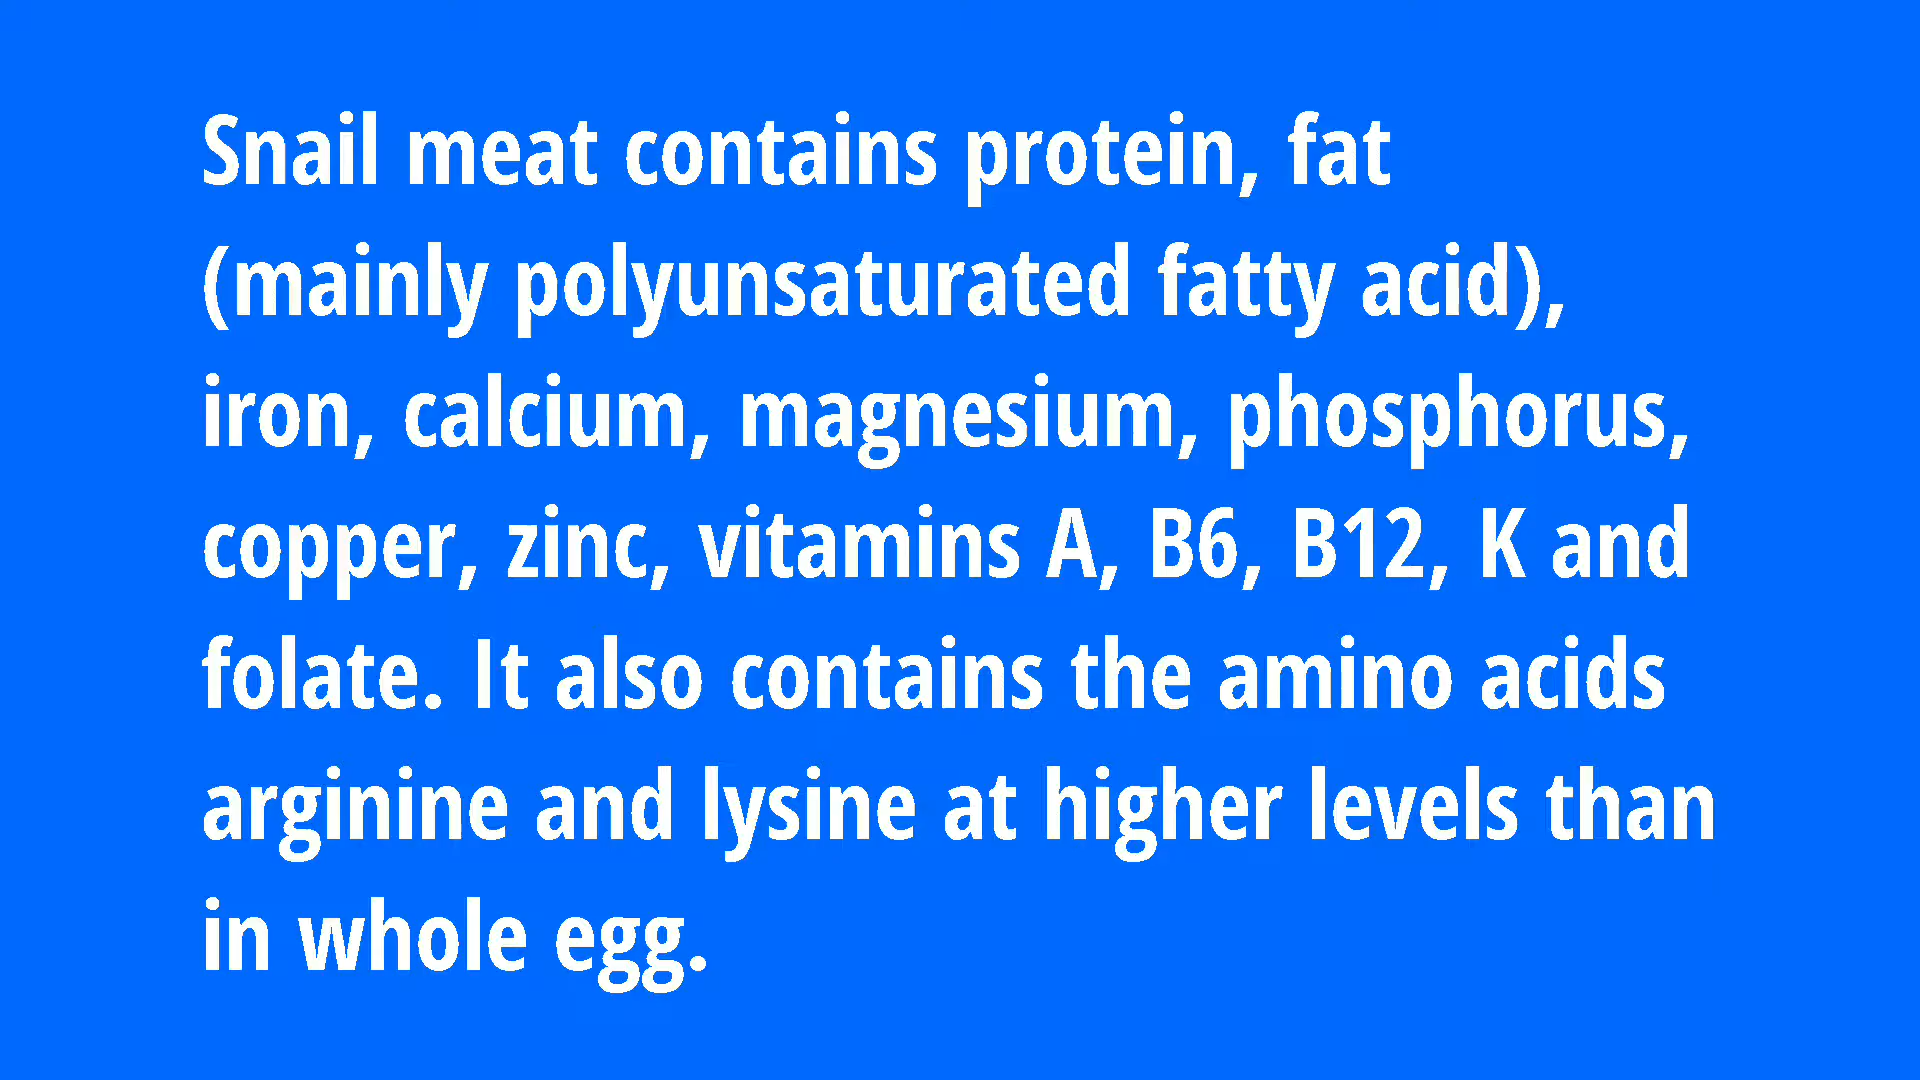 Snail meat contains protein, fat
(mainly polyunsaturated fatty acid),
iron, calcium, magnesium, phosphorus,
copper, zinc, vitamins A, B6, B12, K and
folate. It also contains the amino acids
arginine and lysine at higher levels than
in whole egg.